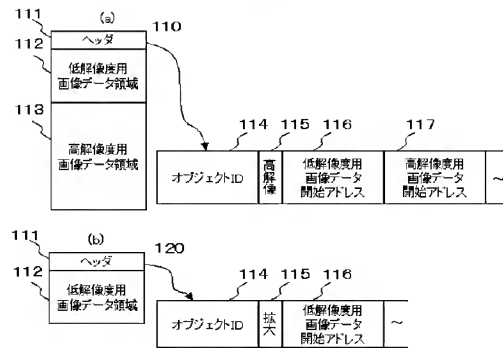 (a)
111
ヘッダ
110
112
低解像度用
画像データ領域
113
高解像度用
画像データ領域
114
115
116
117
オブジェクトID
高解像
低解像度用
画像データ
開始アドレス
高解像度用
画像データ
開始アドレス
~
(b)
111
ヘッダ
120
112
低解像度用
画像データ領域
114
115
116
オブジェクトID
拡大
低解像度用
画像データ
開始アドレス
~